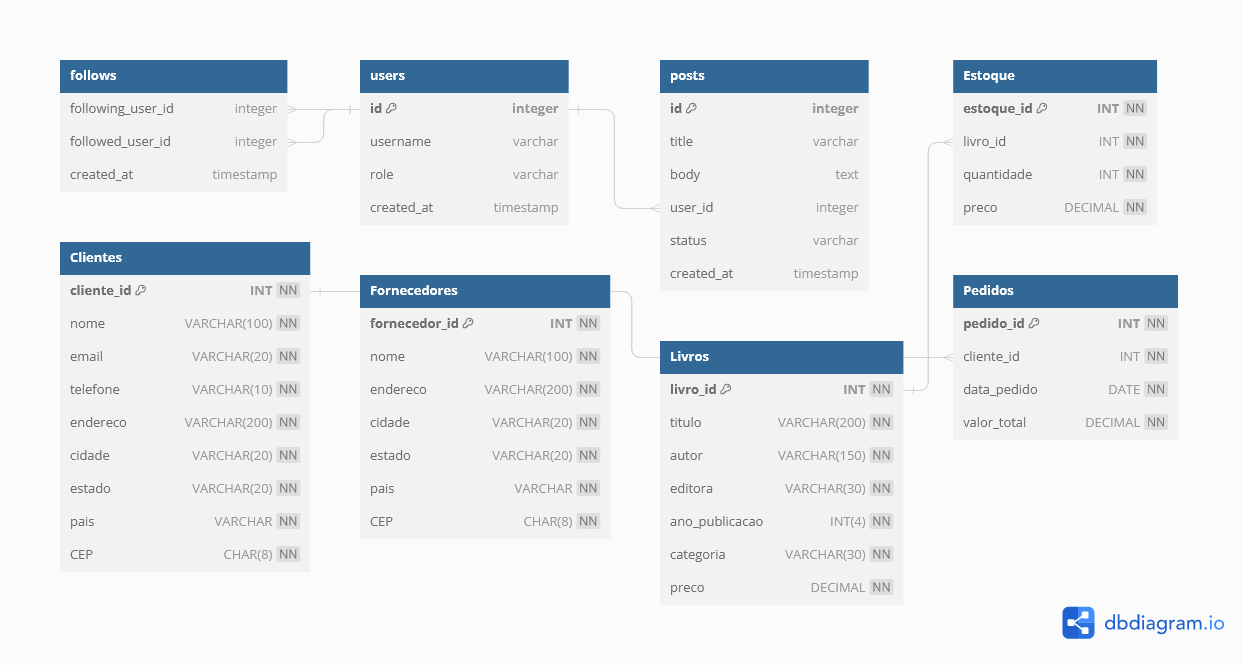 follows
following_user_id integer
followed_user_id integer
created_at timestamp
users
id integer
username varchar
role varchar
created_at timestamp
posts
id integer
title varchar
body text
user_id integer
status varchar
created_at timestamp
Estoque
estoque_id INT NN
livro_id INT NN
quantidade INT NN
preco DECIMAL NN
Clientes
cliente_id INT NN
nome VARCHAR(100) NN
email VARCHAR(20) NN
telefone VARCHAR(10) NN
endereco VARCHAR(200) NN
cidade VARCHAR(20) NN
estado VARCHAR(20) NN
pais VARCHAR NN
CEP CHAR(8) NN
Fornecedores
fornecedor_id INT NN
nome VARCHAR(100) NN
endereco VARCHAR(200) NN
cidade VARCHAR(20) NN
estado VARCHAR(20) NN
pais VARCHAR NN
CEP CHAR(8) NN
Livros
livro_id INT NN
titulo VARCHAR(200) NN
autor VARCHAR(150) NN
editora VARCHAR(30) NN
ano_publicacao INT(4) NN
categoria VARCHAR(30) NN
preco DECIMAL NN
Pedidos
pedido_id INT NN
cliente_id INT NN
data_pedido DATE NN
valor_total DECIMAL NN
dbdiagram.io